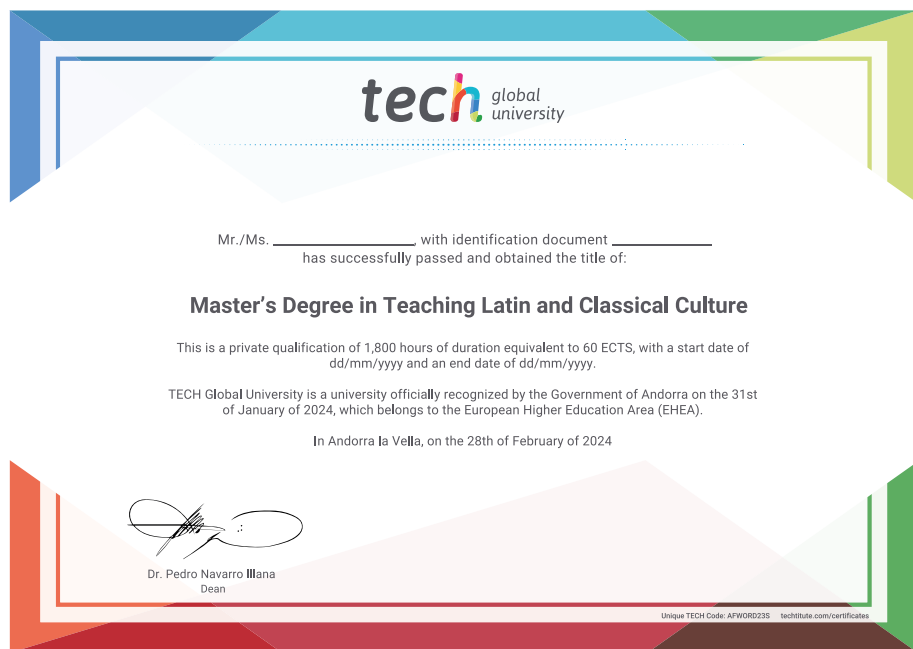 tech global university
Mr./Ms. ____________________, with identification document ______________
has successfully passed and obtained the title of:
Master's Degree in Teaching Latin and Classical Culture
This is a private qualification of 1,800 hours of duration equivalent to 60 ECTS, with a start date of
dd/mm/yyyy and an end date of dd/mm/yyyy.
TECH Global University is a university officially recognized by the Government of Andorra on the 31st
of January of 2024, which belongs to the European Higher Education Area (EHEA).
In Andorra la Vella, on the 28th of February of 2024
Dr. Pedro Navarro Illana
Dean
Unique TECH Code: AFWORD23S techtitute.com/certificates